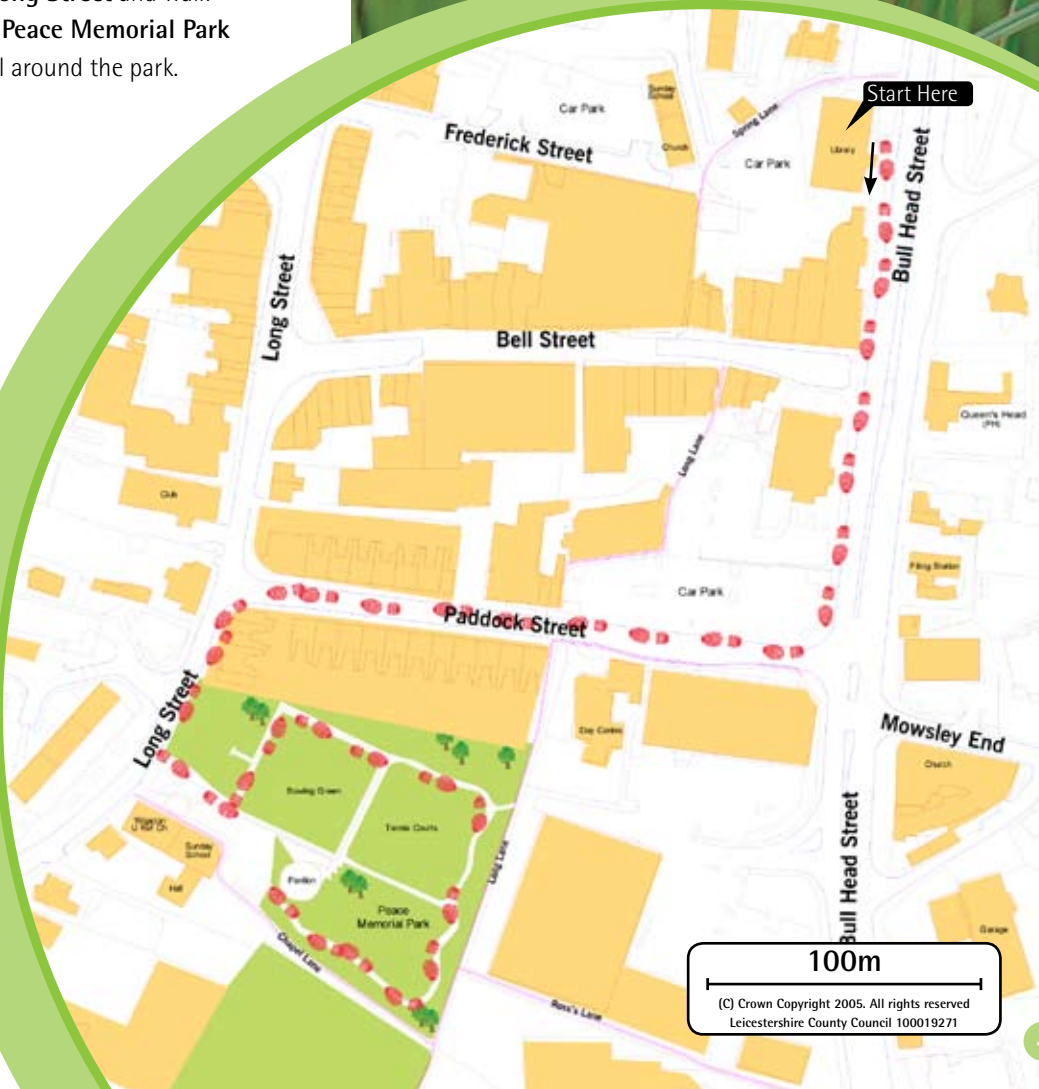 ong Street and walk
Peace Memorial Park
l around the park.
Start Here
Car Park
Sunday
School
Church
Frederick Street
Spring Lane
Car Park
Library
Bull Head Street
Long Street
Bell Street
Queen's Head
(PH)
Long Lane
Club
Filling Station
Car Park
Paddock Street
Long Street
Day Centre
Mowsley End
Church
Bowling Green
Tennis Courts
Long Lane
Sunday
School
Hall
Pavilion
Peace
Memorial Park
Bull Head Street
Garage
Chapel Lane
100m
(C) Crown Copyright 2005. All rights reserved
Leicestershire County Council 100019271